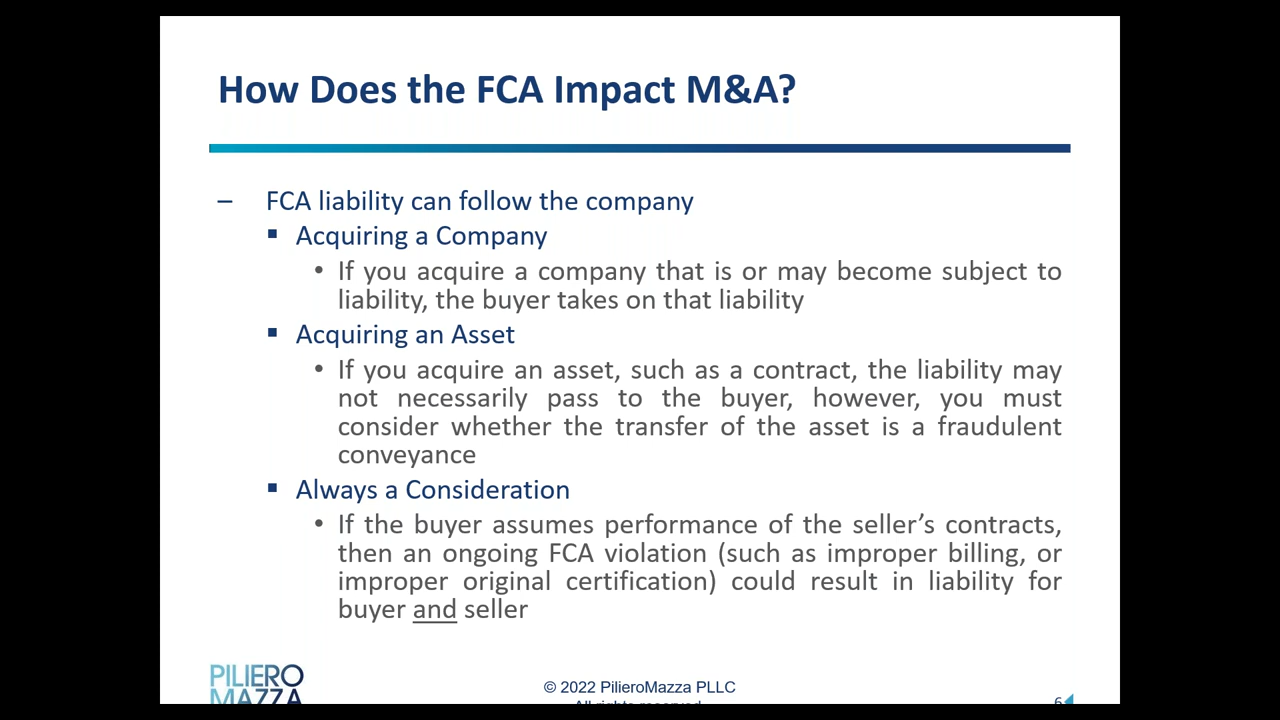 How Does the FCA Impact M&A?
– FCA liability can follow the company
▪ Acquiring a Company
• If you acquire a company that is or may become subject to
liability, the buyer takes on that liability
▪ Acquiring an Asset
• If you acquire an asset, such as a contract, the liability may
not necessarily pass to the buyer, however, you must
consider whether the transfer of the asset is a fraudulent
conveyance
▪ Always a Consideration
• If the buyer assumes performance of the seller’s contracts,
then an ongoing FCA violation (such as improper billing, or
improper original certification) could result in liability for
buyer and seller
PILIERO
MAZZA
© 2022 PilieroMazza PLLC
All rights reserved
6